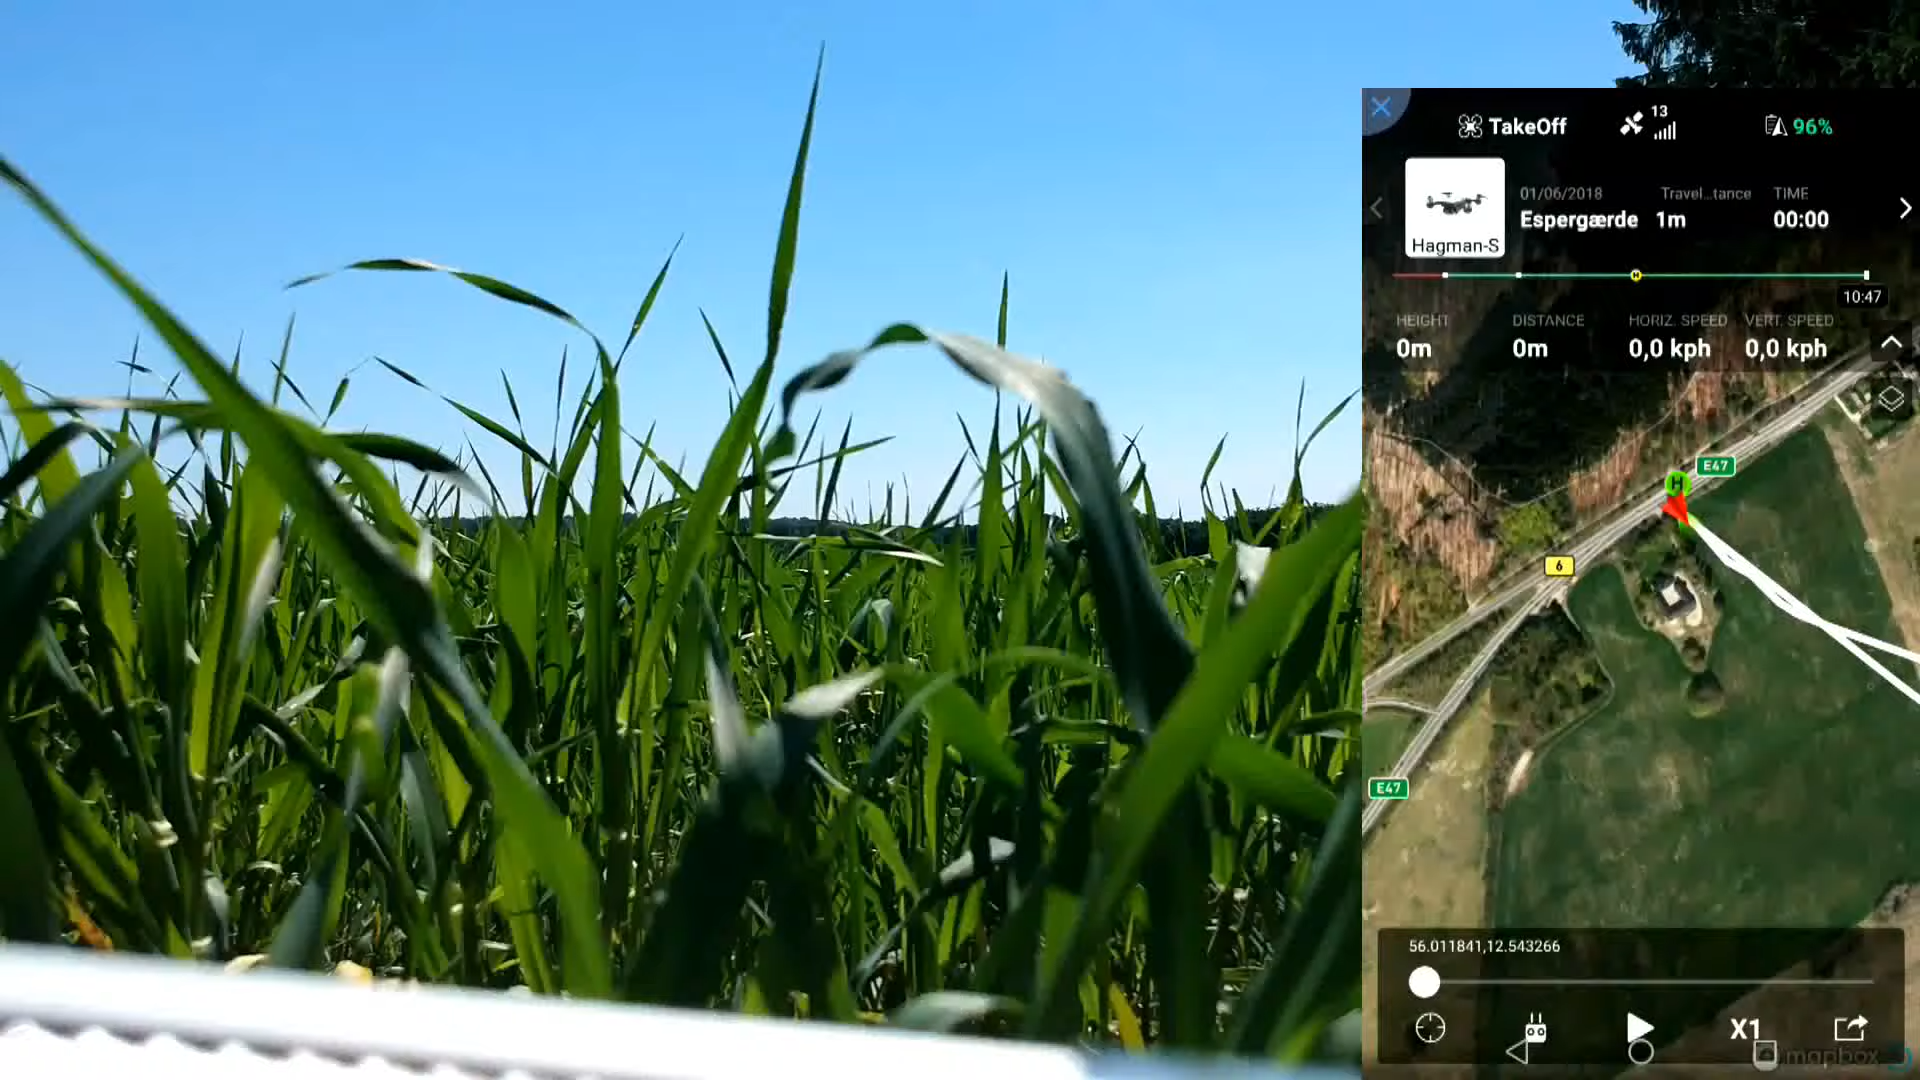 TakeOff
13
96%
01/06/2018
Travel...tance
TIME
Espergærde
1m
00:00
Hagman-S
H
10:47
HEIGHT
DISTANCE
HORIZ. SPEED
VERT. SPEED
0m
0m
0,0 kph
0,0 kph
E47
H
6
E47
56.011841,12.543266
X1
mapbox